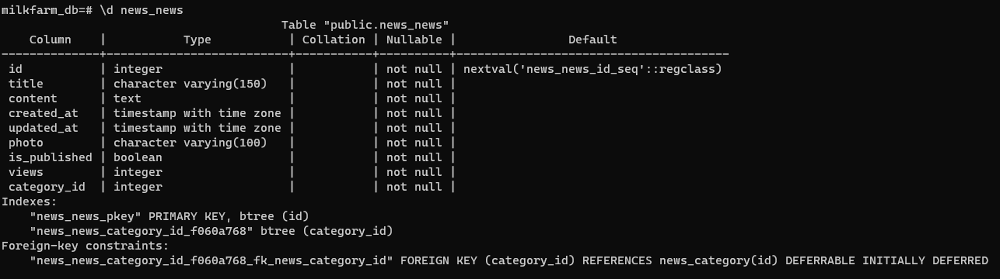 milkfarm_db=# \d news_news
                                        Table "public.news_news"
    Column    |           Type           | Collation | Nullable |                Default
--------------+--------------------------+-----------+----------+---------------------------------------
 id           | integer                  |           | not null | nextval('news_news_id_seq'::regclass)
 title        | character varying(150)   |           | not null |
 content      | text                     |           | not null |
 created_at   | timestamp with time zone |           | not null |
 updated_at   | timestamp with time zone |           | not null |
 photo        | character varying(100)   |           | not null |
 is_published | boolean                  |           | not null |
 views        | integer                  |           | not null |
 category_id  | integer                  |           | not null |
Indexes:
    "news_news_pkey" PRIMARY KEY, btree (id)
    "news_news_category_id_f060a768" btree (category_id)
Foreign-key constraints:
    "news_news_category_id_f060a768_fk_news_category_id" FOREIGN KEY (category_id) REFERENCES news_category(id) DEFERRABLE INITIALLY DEFERRED